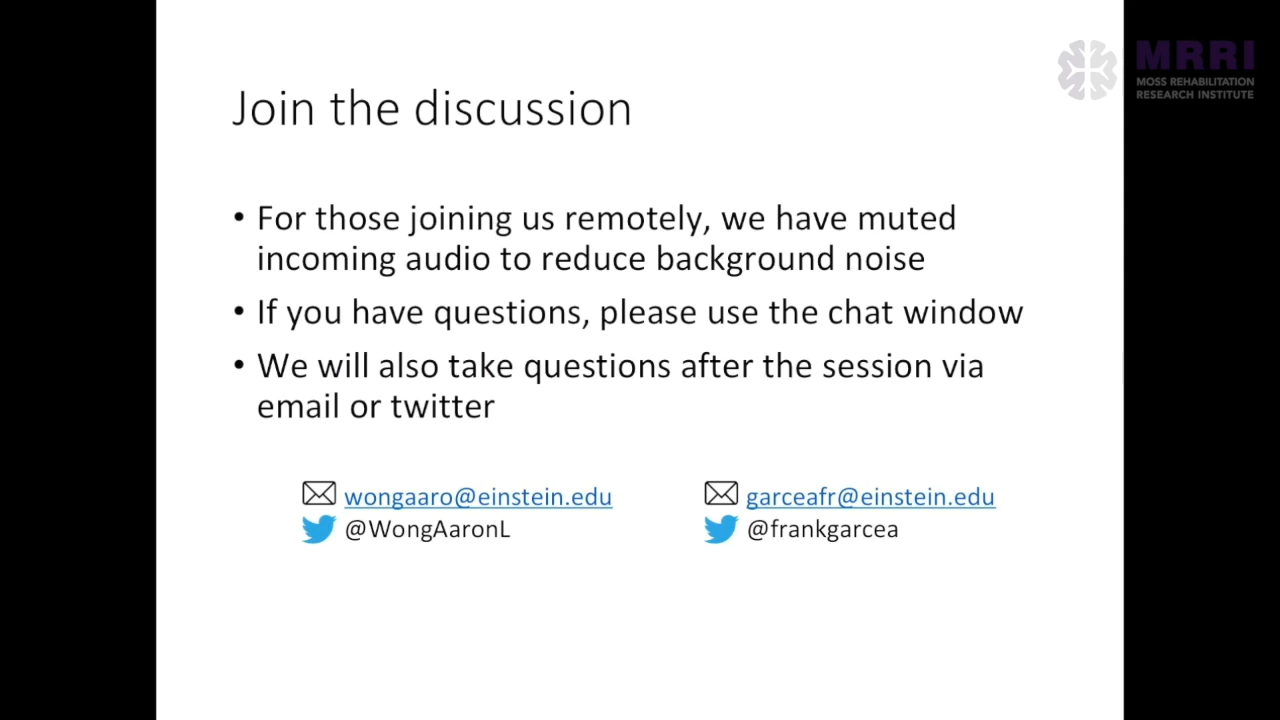 MRRI
MOSS REHABILITATION
RESEARCH INSTITUTE
Join the discussion
• For those joining us remotely, we have muted
incoming audio to reduce background noise
• If you have questions, please use the chat window
• We will also take questions after the session via
email or twitter
wongaaro@einstein.edu
@WongAaronL
garceafr@einstein.edu
@frankgarcea